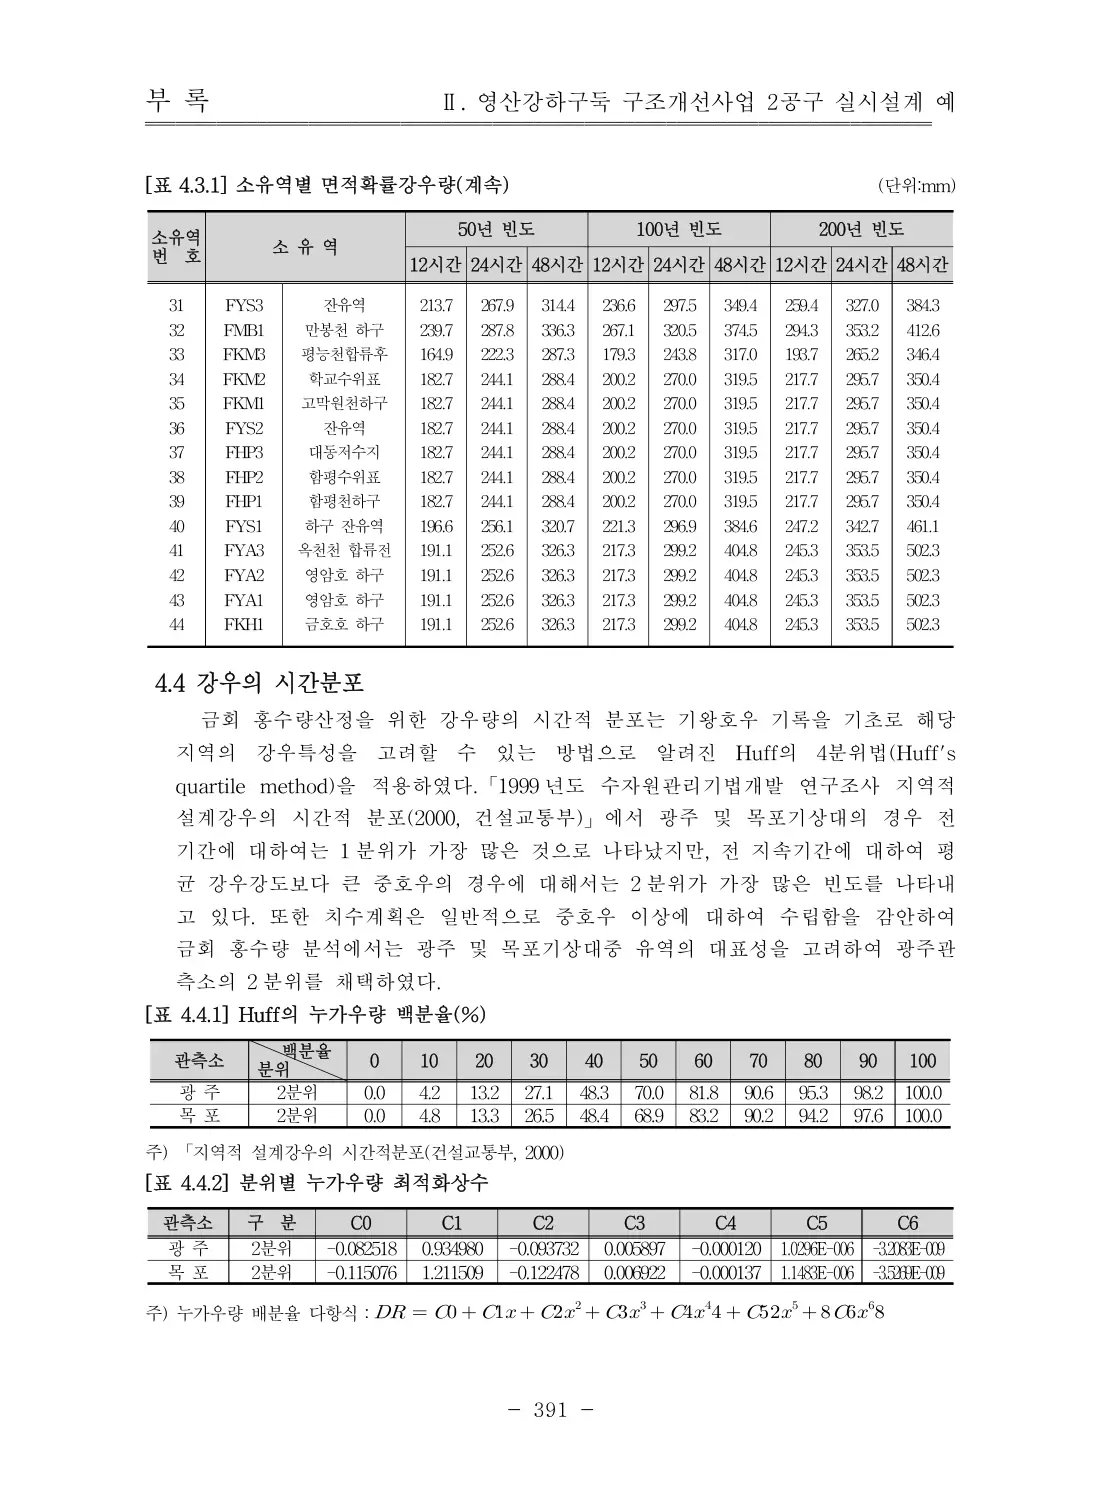 부 록
Ⅱ. 영산강하구둑 구조개선사업 2공구 실시설계 예
[표 4.3.1] 소유역별 면적확률강우량(계속) (단위:mm)
소유역 번 호 소 유 역 50년 빈도 100년 빈도 200년 빈도
12시간 24시간 48시간 12시간 24시간 48시간 12시간 24시간 48시간
31 FYS3 잔유역 213.7 267.9 314.4 236.6 297.5 349.4 259.4 327.0 384.3
32 FMB1 만봉천 하구 239.7 287.8 336.3 267.1 320.5 374.5 294.3 353.2 412.6
33 FKM3 평능천합류후 164.9 222.3 287.3 179.3 243.8 317.0 193.7 265.2 346.4
34 FKM2 학교수위표 182.7 244.1 288.4 200.2 270.0 319.5 217.7 295.7 350.4
35 FKM1 고막원천하구 182.7 244.1 288.4 200.2 270.0 319.5 217.7 295.7 350.4
36 FYS2 잔유역 182.7 244.1 288.4 200.2 270.0 319.5 217.7 295.7 350.4
37 FHP3 대동저수지 182.7 244.1 288.4 200.2 270.0 319.5 217.7 295.7 350.4
38 FHP2 함평수위표 182.7 244.1 288.4 200.2 270.0 319.5 217.7 295.7 350.4
39 FHP1 함평천하구 182.7 244.1 288.4 200.2 270.0 319.5 217.7 295.7 350.4
40 FYS1 하구 잔유역 196.6 256.1 320.7 221.3 296.9 384.6 247.2 342.7 461.1
41 FYA3 옥천천 합류전 191.1 252.6 326.3 217.3 299.2 404.8 245.3 353.5 502.3
42 FYA2 영암호 하구 191.1 252.6 326.3 217.3 299.2 404.8 245.3 353.5 502.3
43 FYA1 영암호 하구 191.1 252.6 326.3 217.3 299.2 404.8 245.3 353.5 502.3
44 FKH1 금호호 하구 191.1 252.6 326.3 217.3 299.2 404.8 245.3 353.5 502.3
4.4 강우의 시간분포
금회 홍수량산정을 위한 강우량의 시간적 분포는 기왕호우 기록을 기초로 해당
지역의 강우특성을 고려할 수 있는 방법으로 알려진 Huff의 4분위법(Huff's
quartile method)을 적용하였다.「1999년도 수자원관리기법개발 연구조사 지역적
설계강우의 시간적 분포(2000, 건설교통부)」에서 광주 및 목포기상대의 경우 전
기간에 대하여는 1분위가 가장 많은 것으로 나타났지만, 전 지속기간에 대하여 평
균 강우강도보다 큰 중호우의 경우에 대해서는 2분위가 가장 많은 빈도를 나타내
고 있다. 또한 치수계획은 일반적으로 중호우 이상에 대하여 수립함을 감안하여
금회 홍수량 분석에서는 광주 및 목포기상대중 유역의 대표성을 고려하여 광주관
측소의 2분위를 채택하였다.
[표 4.4.1] Huff의 누가우량 백분율(%)
관측소 백분율 분위 0 10 20 30 40 50 60 70 80 90 100
광 주 2분위 0.0 4.2 13.2 27.1 48.3 70.0 81.8 90.6 95.3 98.2 100.0
목 포 2분위 0.0 4.8 13.3 26.5 48.4 68.9 83.2 90.2 94.2 97.6 100.0
주) 「지역적 설계강우의 시간적분포(건설교통부, 2000)
[표 4.4.2] 분위별 누가우량 최적화상수
관측소 구 분 C0 C1 C2 C3 C4 C5 C6
광 주 2분위 -0.082518 0.934980 -0.093732 0.005897 -0.000120 1.0296E-006 -3.2083E-009
목 포 2분위 -0.115076 1.211509 -0.122478 0.006922 -0.000137 1.1483E-006 -3.5269E-009
주) 누가우량 배분율 다항식 : DR = C0 + C1x + C2x² + C3x³ + C4x⁴4 + C52x⁵ + 8C6x⁶8
- 391 -